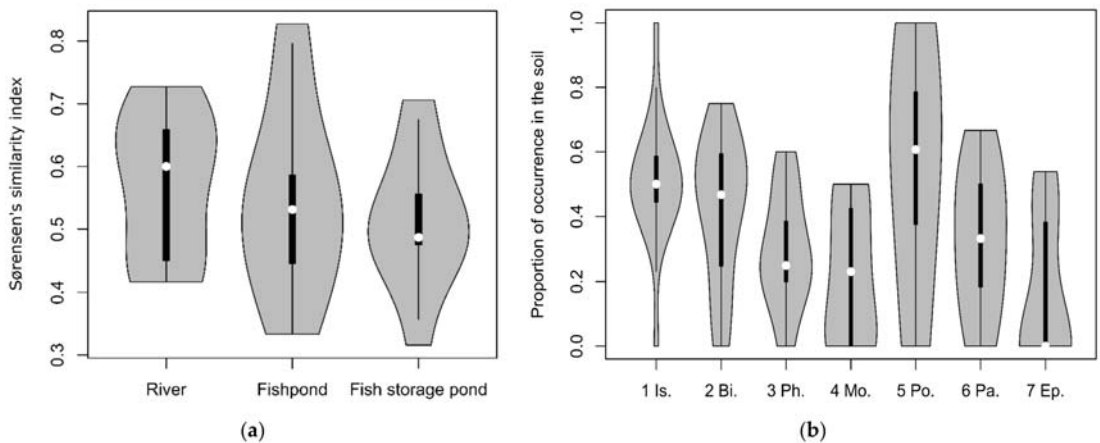 Sørensen's similarity index
0.8
0.7
0.6
0.5
0.4
0.3
River
Fishpond
Fish storage pond
(a)
Proportion of occurrence in the soil
1.0
0.8
0.6
0.4
0.2
0.0
1 Is.
2 Bi.
3 Ph.
4 Mo.
5 Po.
6 Pa.
7 Ep.
(b)